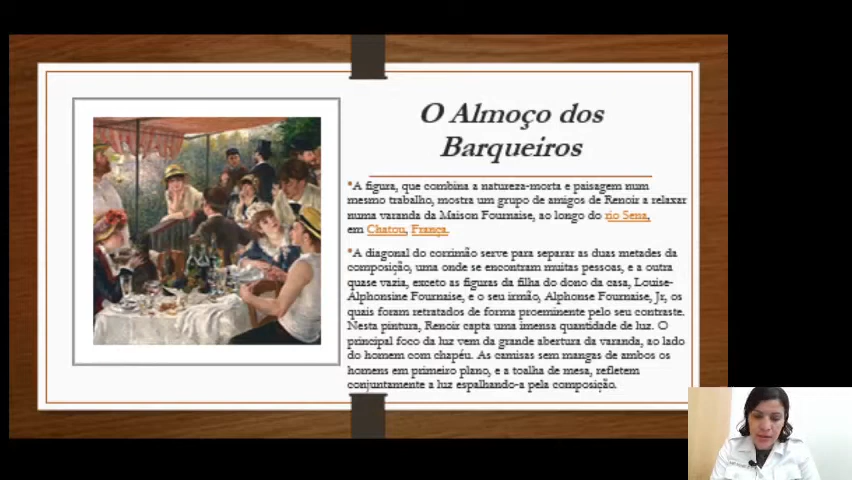 O Almoço dos
Barqueiros
•A figura, que combina a natureza-morta e paisagem num
mesmo trabalho, mostra um grupo de amigos de Renoir a relaxar
numa varanda da Maison Fournaise, ao longo do rio Sena,
em Chatou, França.
•A diagonal do corrimão serve para separar as duas metades da
composição, uma onde se encontram muitas pessoas, e a outra
quase vazia, exceto as figuras da filha do dono da casa, Louise-
Alphonsine Fournaise, e o seu irmão, Alphonse Fournaise, Jr, os
quais foram retratados de forma proeminente pelo seu contraste.
Nesta pintura, Renoir capta uma imensa quantidade de luz. O
principal foco da luz vem da grande abertura da varanda, ao lado
do homem com chapéu. As camisas sem mangas de ambos os
homens em primeiro plano, e a toalha de mesa, refletem
conjuntamente a luz espalhando-a pela composição.